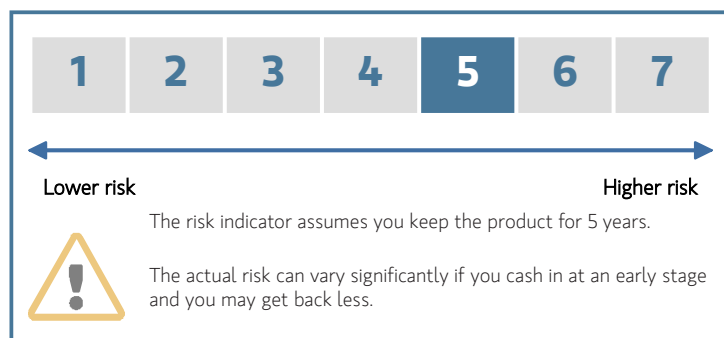 1 2 3 4 5 6 7
Lower risk Higher risk
The risk indicator assumes you keep the product for 5 years.
The actual risk can vary significantly if you cash in at an early stage
and you may get back less.